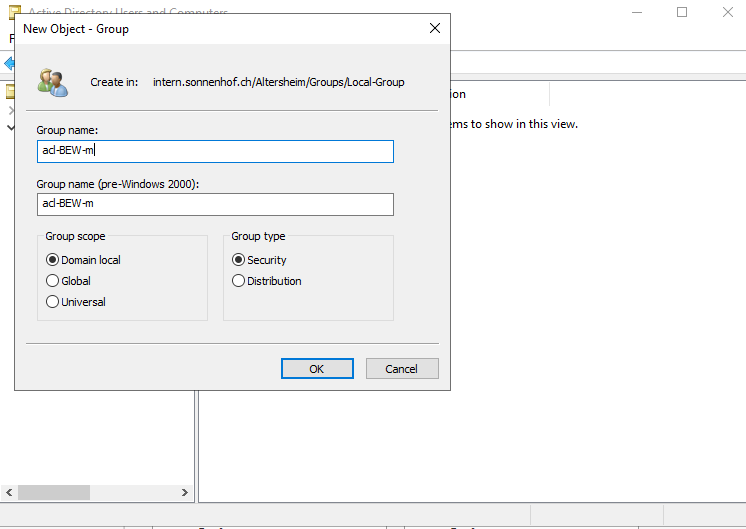 Active Directory Users and Computers
New Object - Group
F
Create in: intern.sonnenhof.ch/Altersheim/Groups/Local-Group
ion
Group name:
ems to show in this view.
acl-BEW-m
Group name (pre-Windows 2000):
acl-BEW-m
Group scope
Group type
Domain local
Security
Global
Distribution
Universal
OK
Cancel